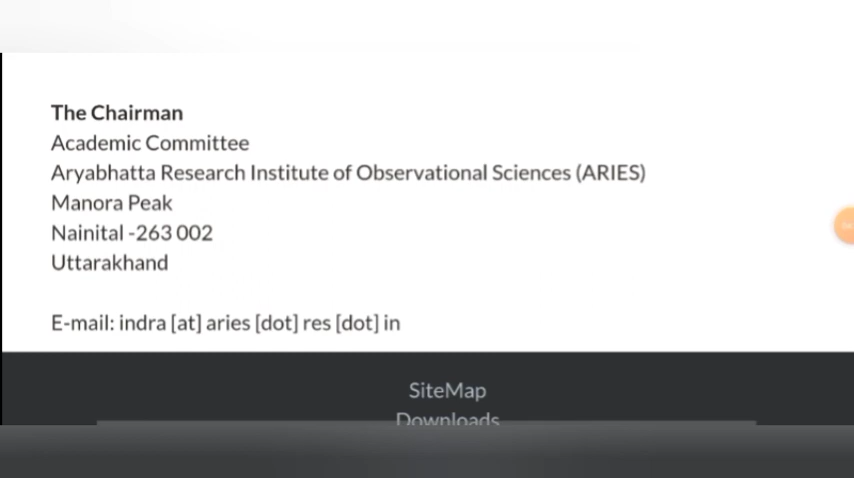 The Chairman
Academic Committee
Aryabhatta Research Institute of Observational Sciences (ARIES)
Manora Peak
Nainital -263 002
Uttarakhand
E-mail: indra [at] aries [dot] res [dot] in
SiteMap
Downloads